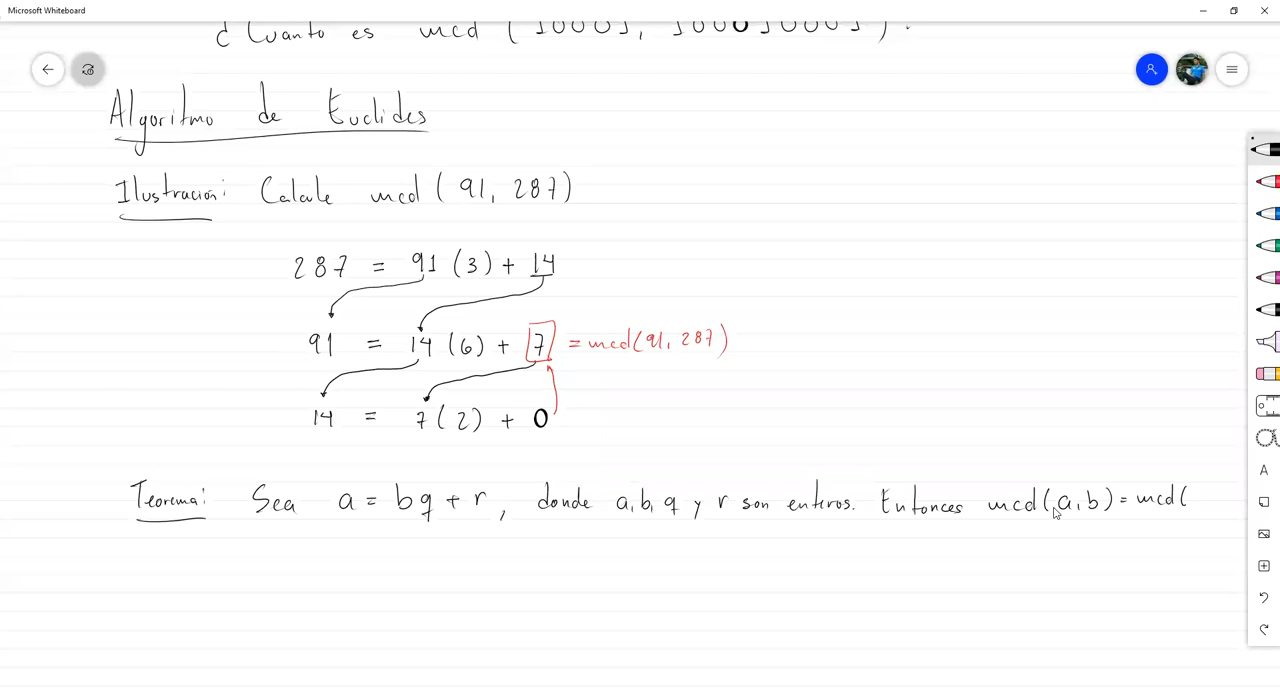 Microsoft Whiteboard
¿Cuanto es mcd (10001, 100010001).
Algoritmo de Euclides
Ilustración: Calcule mcd (91, 287)
287 = 91 (3) + 14
91 = 14 (6) + 7 = mcd(91, 287)
14 = 7 (2) + 0
Teorema: Sea a = bq + r, donde a, b, q y r son enteros. Entonces mcd(a, b) = mcd(
A